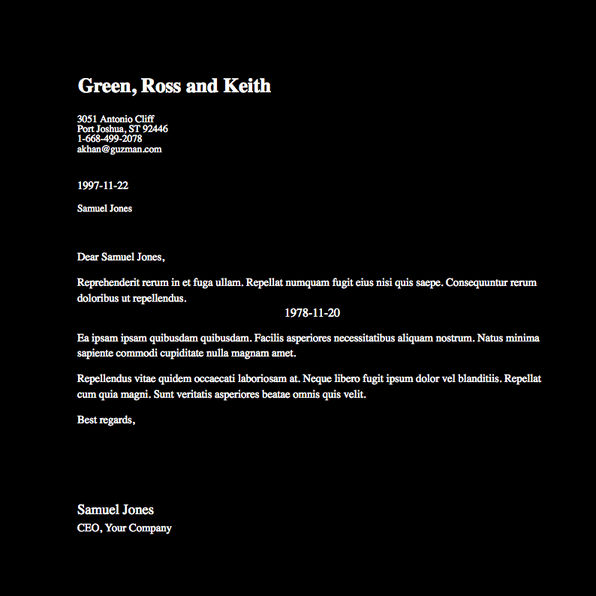 Green, Ross and Keith
3051 Antonio Cliff
Port Joshua, ST 92446
1-668-499-2078
akhan@guzman.com
1997-11-22
Samuel Jones
Dear Samuel Jones,
Reprehenderit rerum in et fuga ullam. Repellat numquam fugit eius nisi quis saepe. Consequuntur rerum
doloribus ut repellendus.
1978-11-20
Ea ipsam ipsam quibusdam quibusdam. Facilis asperiores necessitatibus aliquam nostrum. Natus minima
sapiente commodi cupiditate nulla magnam amet.
Repellendus vitae quidem occaecati laboriosam at. Neque libero fugit ipsum dolor vel blanditiis. Repellat
cum quia magni. Sunt veritatis asperiores beatae omnis quis velit.
Best regards,
Samuel Jones
CEO, Your Company